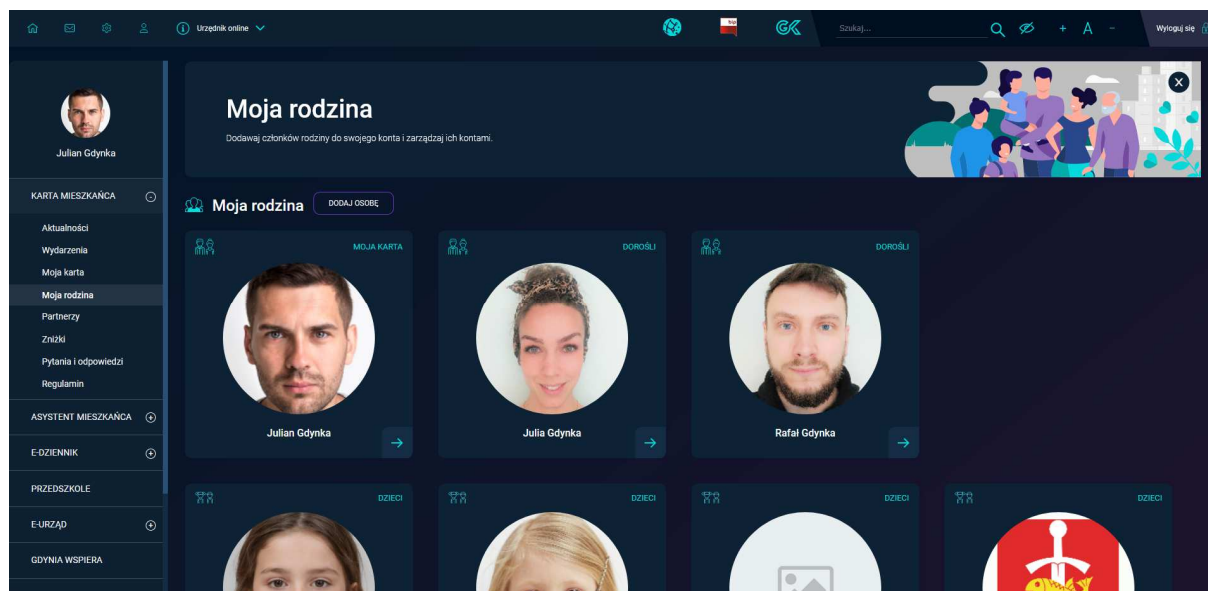 Urzędnik online
bip
GK
Szukaj...
+ A -
Wyloguj się
Julian Gdynka
KARTA MIESZKAŃCA
Aktualności
Wydarzenia
Moja karta
Moja rodzina
Partnerzy
Zniżki
Pytania i odpowiedzi
Regulamin
ASYSTENT MIESZKAŃCA
E-DZIENNIK
PRZEDSZKOLE
E-URZĄD
GDYNIA WSPIERA
Moja rodzina
Dodawaj członków rodziny do swojego konta i zarządzaj ich kontami.
Moja rodzina
DODAJ OSOBĘ
MOJA KARTA
Julian Gdynka
DOROŚLI
Julia Gdynka
DOROŚLI
Rafał Gdynka
DZIECI
DZIECI
DZIECI
DZIECI